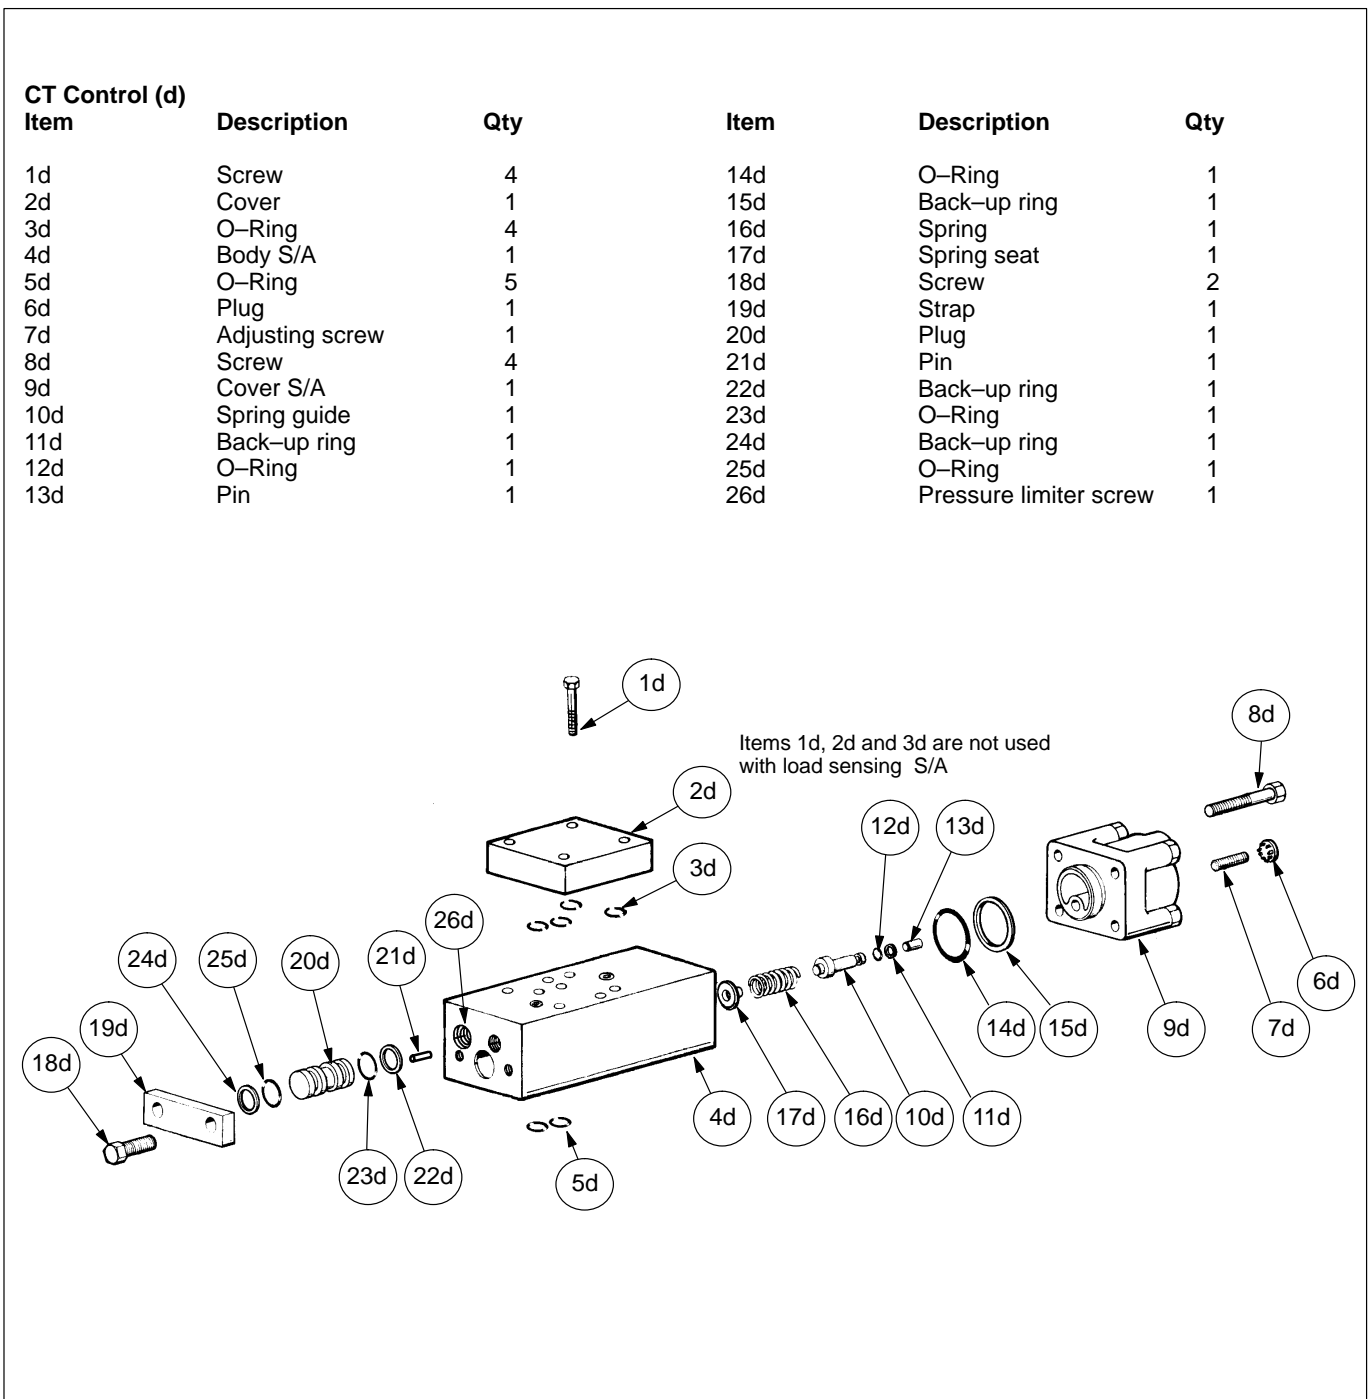 CT Control (d)
Item Description Qty Item Description Qty
1d Screw 4 14d O–Ring 1
2d Cover 1 15d Back–up ring 1
3d O–Ring 4 16d Spring 1
4d Body S/A 1 17d Spring seat 1
5d O–Ring 5 18d Screw 2
6d Plug 1 19d Strap 1
7d Adjusting screw 1 20d Plug 1
8d Screw 4 21d Pin 1
9d Cover S/A 1 22d Back–up ring 1
10d Spring guide 1 23d O–Ring 1
11d Back–up ring 1 24d Back–up ring 1
12d O–Ring 1 25d O–Ring 1
13d Pin 1 26d Pressure limiter screw 1
1d
8d
Items 1d, 2d and 3d are not used
with load sensing S/A
2d
12d 13d
3d
26d
24d 25d 20d 21d
6d
19d 14d 15d 9d 7d
18d
4d 17d 16d 10d 11d
23d 22d 5d